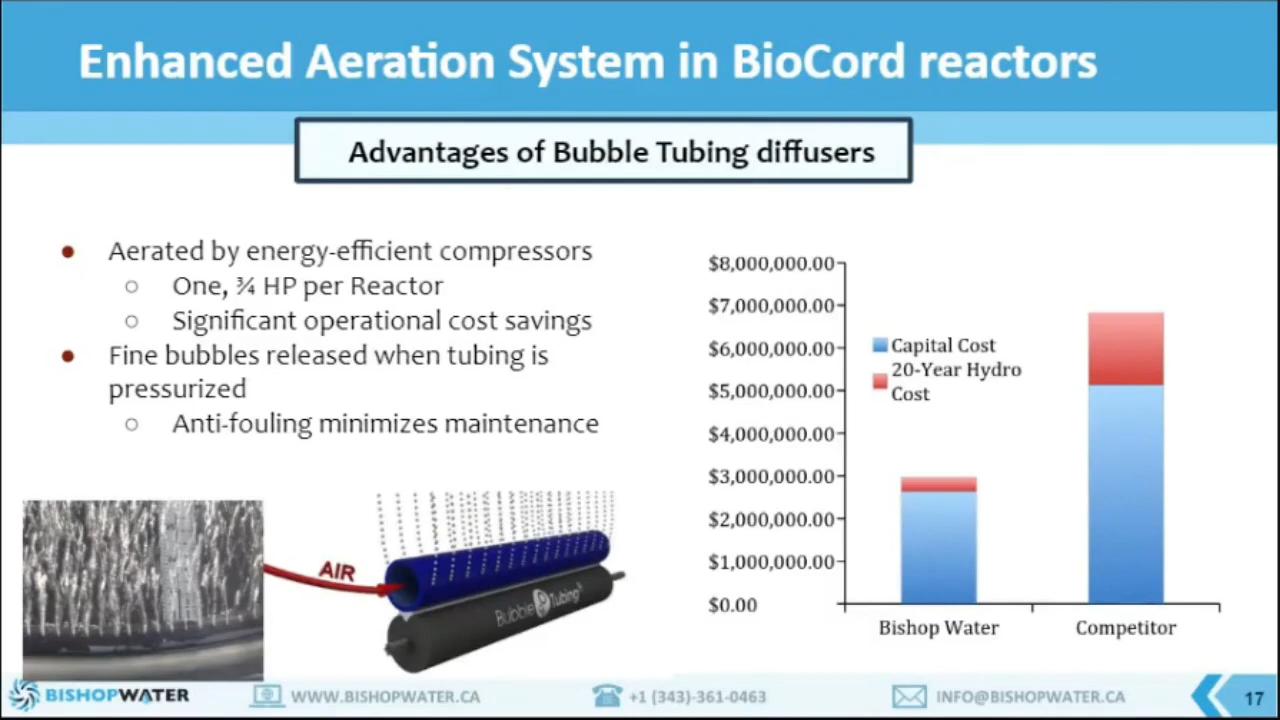 Enhanced Aeration System in BioCord reactors
Advantages of Bubble Tubing diffusers
Aerated by energy-efficient compressors
One, ¾ HP per Reactor
Significant operational cost savings
Fine bubbles released when tubing is
pressurized
Anti-fouling minimizes maintenance
AIR
Bubble Tubing
$8,000,000.00
$7,000,000.00
$6,000,000.00
$5,000,000.00
$4,000,000.00
$3,000,000.00
$2,000,000.00
$1,000,000.00
$0.00
Capital Cost
20-Year Hydro
Cost
Bishop Water
Competitor
BISHOPWATER
WWW.BISHOPWATER.CA
+1 (343)-361-0463
INFO@BISHOPWATER.CA
17